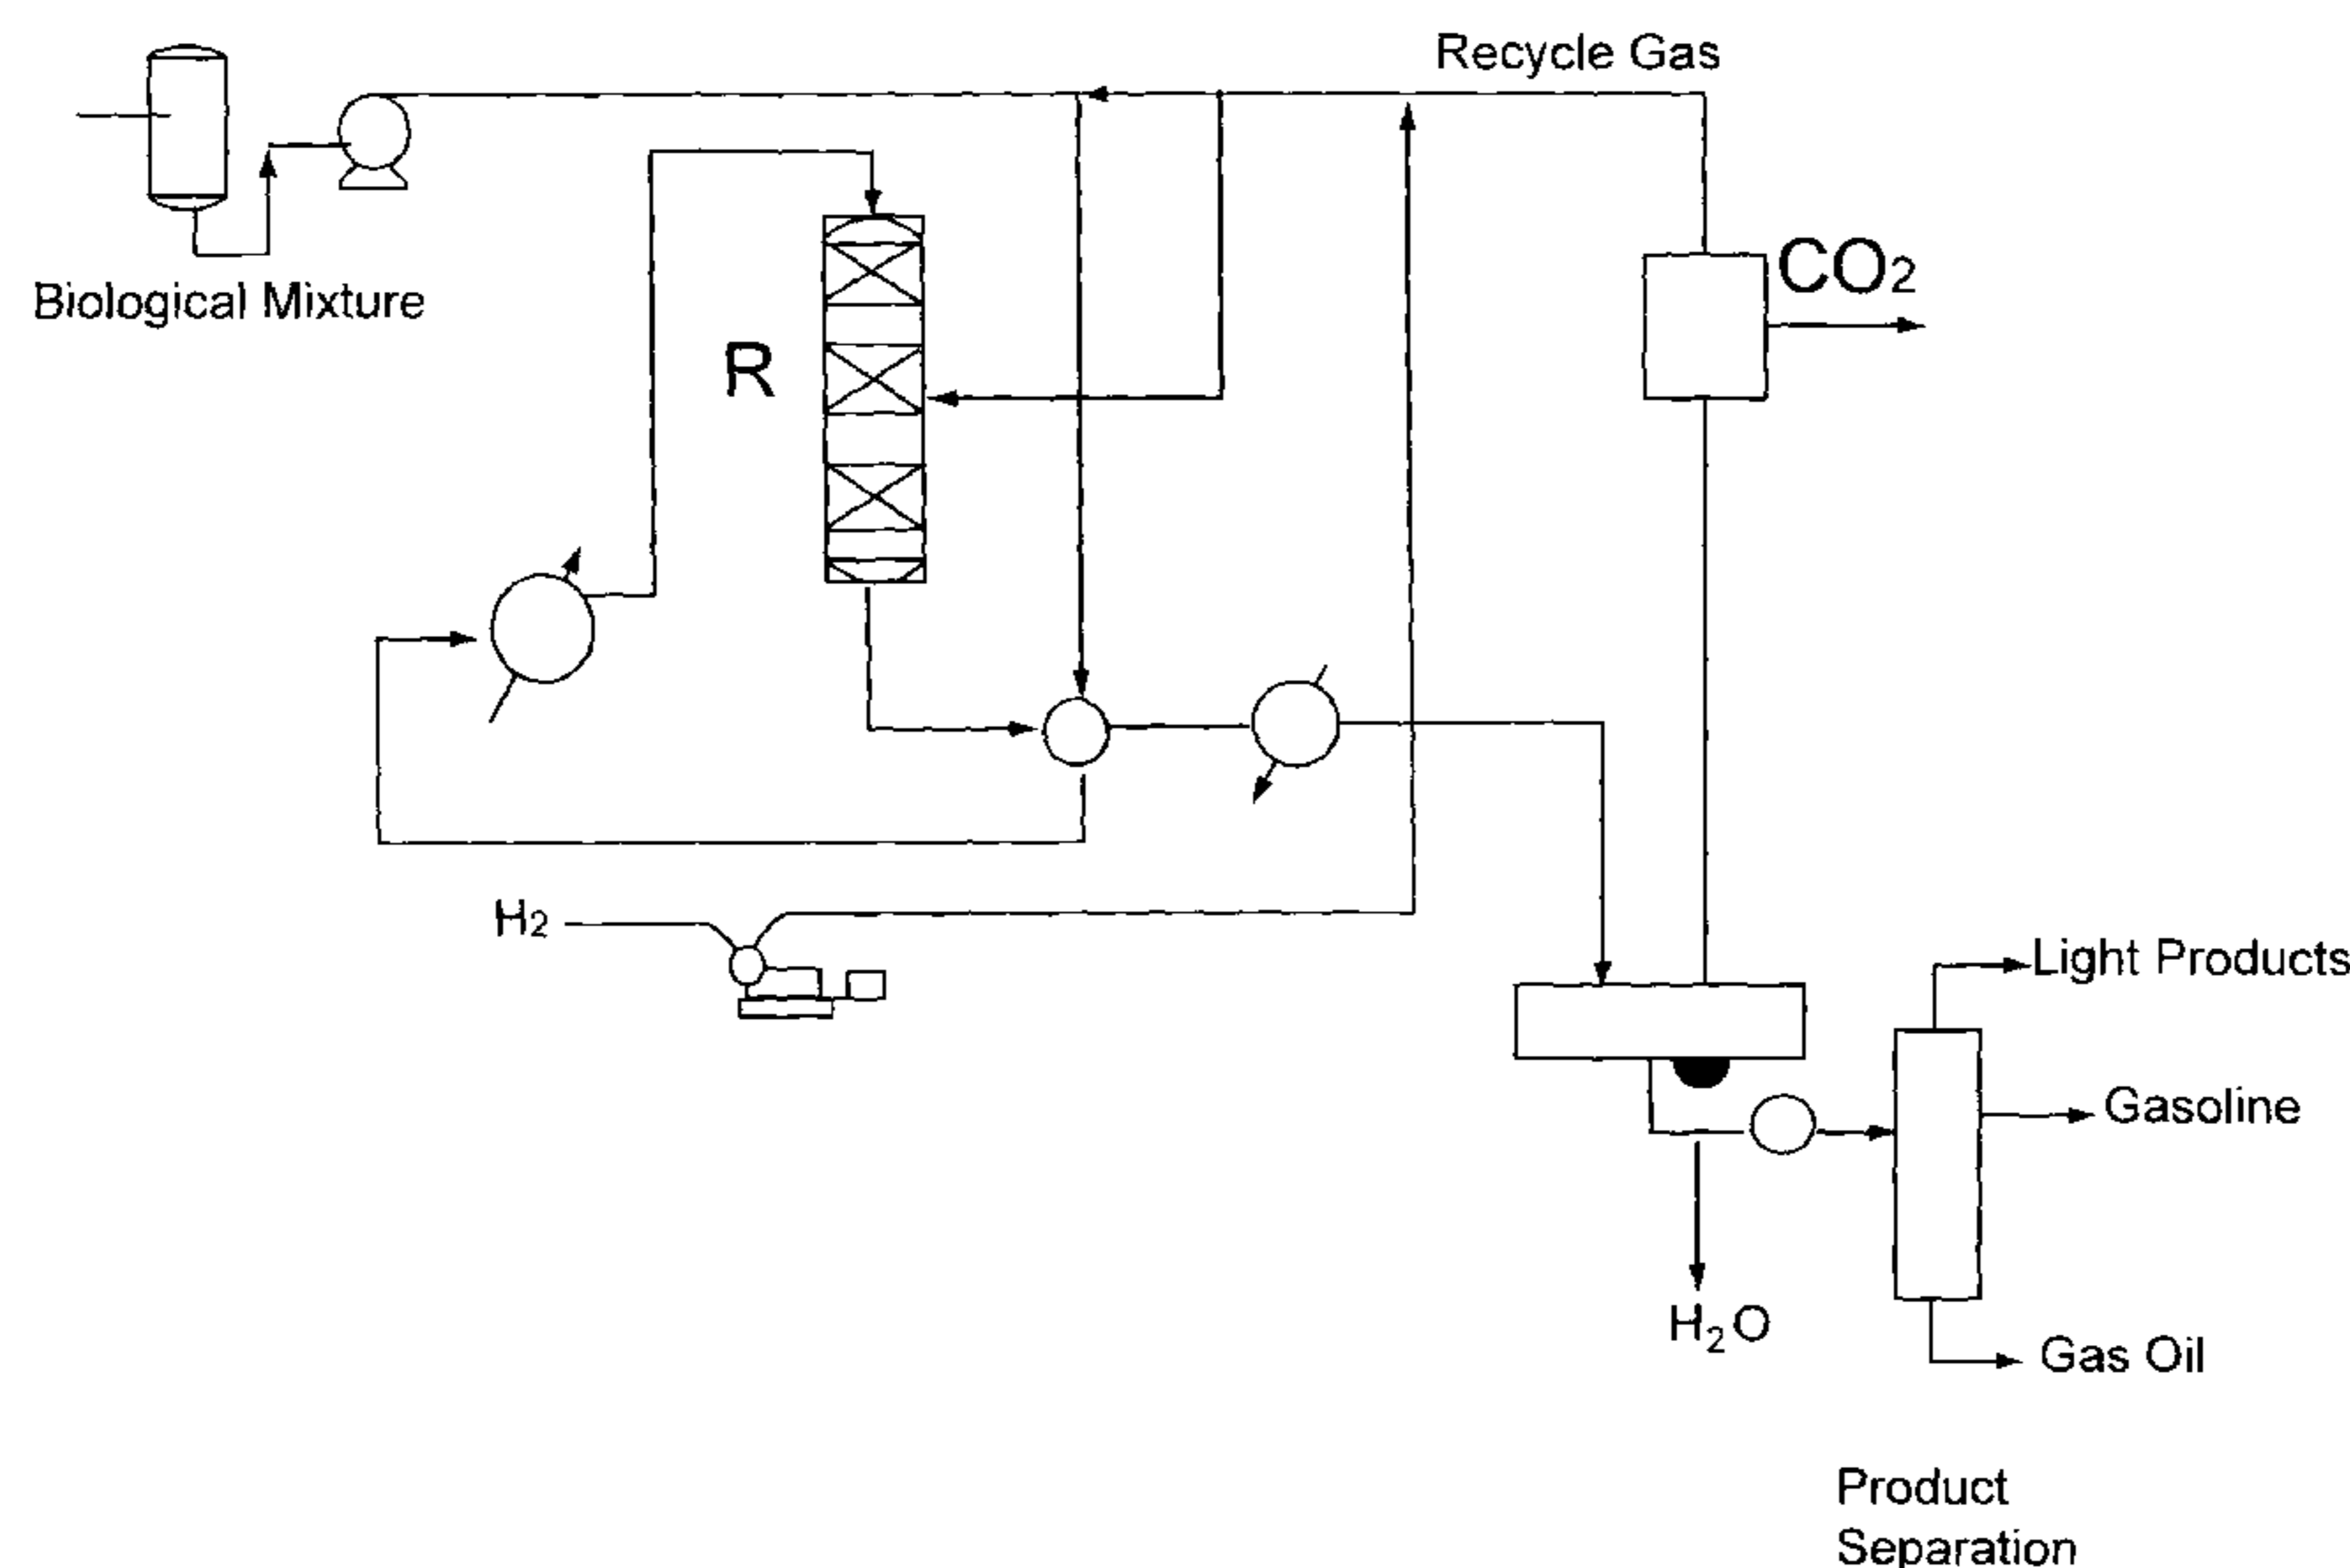 Recycle Gas
CO₂
Biological Mixture
R
H₂
Light Products
Gasoline
H₂O
Gas Oil
Product
Separation